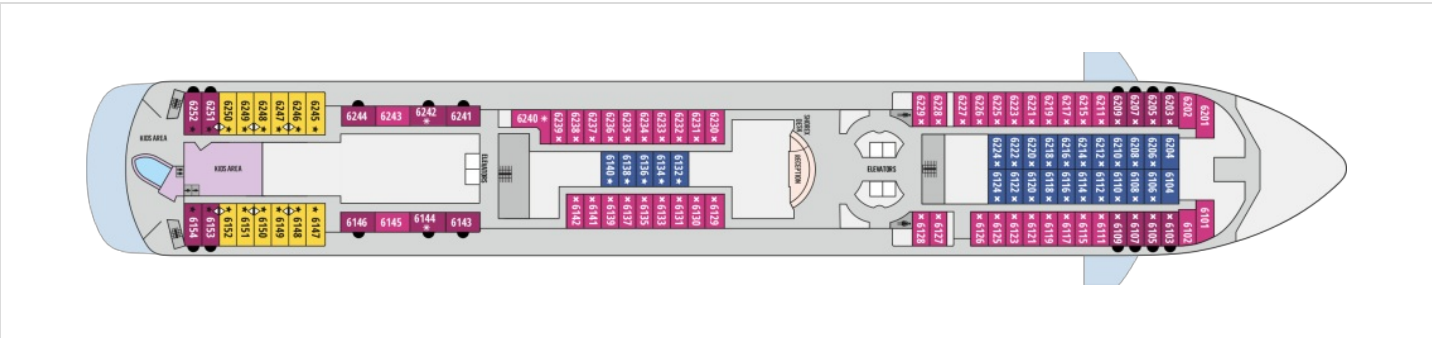 6252 6251 6250 6249 6248 6247 6246 6245
6244 6243 6242 6241
6240 6239 6238 6237 6236 6235 6234 6233 6232 6231 6230
6229 6228 6227 6226 6225 6223 6221 6219 6217 6215 6211 6209 6207 6205 6203 6202 6201
KIDS AREA
KIDS AREA
ELEVATORS
6140 6138 6136 6134 6132
SHOREX DESK
RECEPTION
ELEVATORS
6224 6222 6220 6218 6216 6214 6212 6210 6208 6206 6204
6124 6122 6120 6118 6116 6114 6112 6110 6108 6106 6104
6154 6153 6152 6151 6150 6149 6148 6147
6146 6145 6144 6143
6142 6141 6139 6137 6135 6133 6131 6130 6129
6128 6127 6126 6125 6123 6121 6119 6117 6115 6111 6109 6107 6105 6103 6102 6101